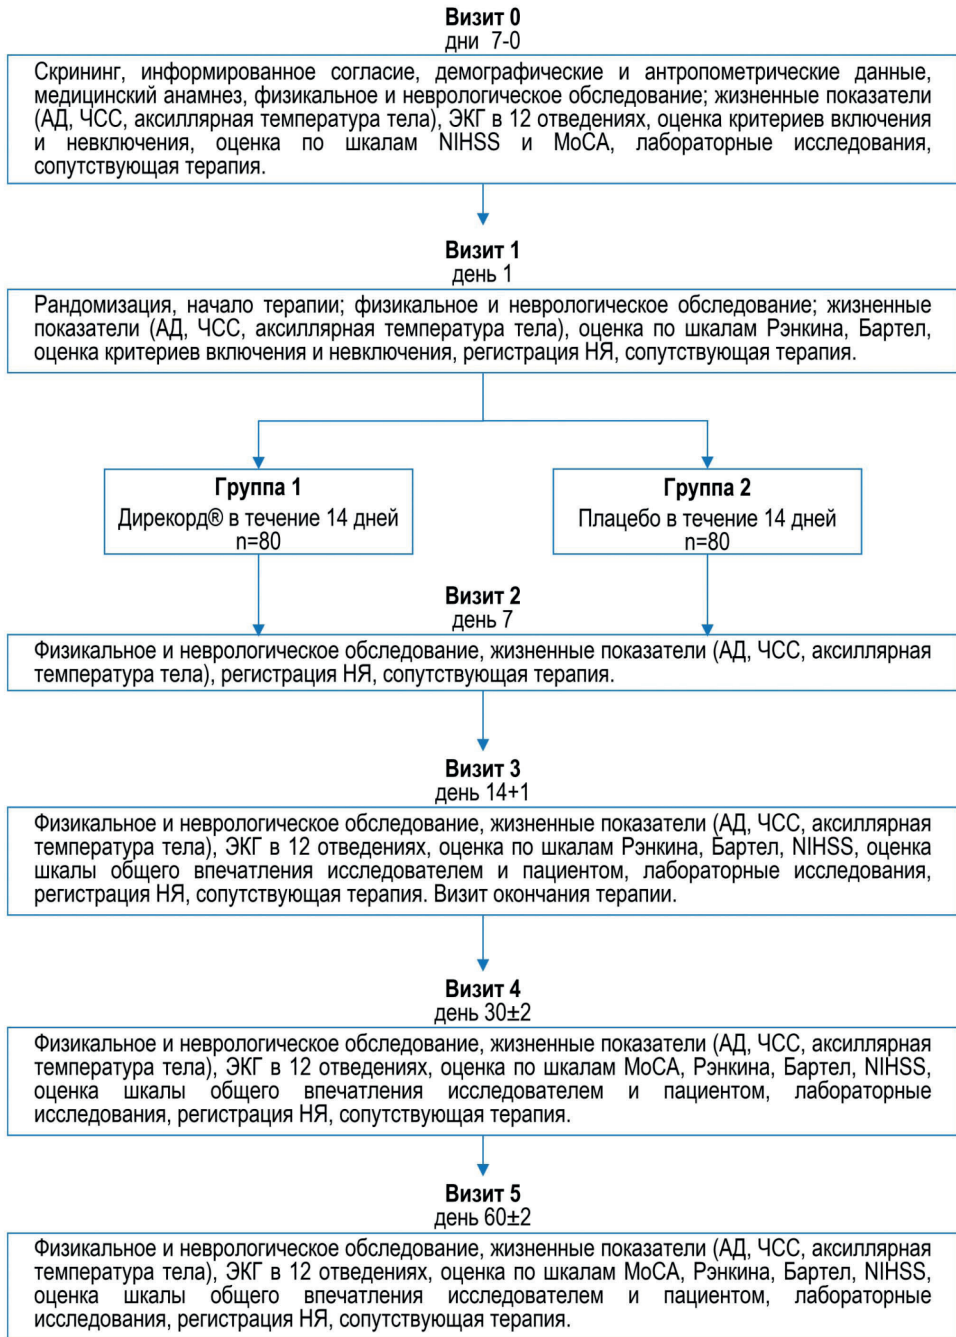 Визит 0
дни 7-0
Скрининг, информированное согласие, демографические и антропометрические данные,
медицинский анамнез, физикальное и неврологическое обследование; жизненные показатели
(АД, ЧСС, аксиллярная температура тела), ЭКГ в 12 отведениях, оценка критериев включения
и невключения, оценка по шкалам NIHSS и MoCA, лабораторные исследования,
сопутствующая терапия.
Визит 1
день 1
Рандомизация, начало терапии; физикальное и неврологическое обследование; жизненные
показатели (АД, ЧСС, аксиллярная температура тела), оценка по шкалам Рэнкина, Бартел,
оценка критериев включения и невключения, регистрация НЯ, сопутствующая терапия.
Группа 1
Дирекорд® в течение 14 дней
n=80
Группа 2
Плацебо в течение 14 дней
n=80
Визит 2
день 7
Физикальное и неврологическое обследование, жизненные показатели (АД, ЧСС, аксиллярная
температура тела), регистрация НЯ, сопутствующая терапия.
Визит 3
день 14+1
Физикальное и неврологическое обследование, жизненные показатели (АД, ЧСС, аксиллярная
температура тела), ЭКГ в 12 отведениях, оценка по шкалам Рэнкина, Бартел, NIHSS, оценка
шкалы общего впечатления исследователем и пациентом, лабораторные исследования,
регистрация НЯ, сопутствующая терапия. Визит окончания терапии.
Визит 4
день 30±2
Физикальное и неврологическое обследование, жизненные показатели (АД, ЧСС, аксиллярная
температура тела), ЭКГ в 12 отведениях, оценка по шкалам MoCA, Рэнкина, Бартел, NIHSS,
оценка шкалы общего впечатления исследователем и пациентом, лабораторные
исследования, регистрация НЯ, сопутствующая терапия.
Визит 5
день 60±2
Физикальное и неврологическое обследование, жизненные показатели (АД, ЧСС, аксиллярная
температура тела), ЭКГ в 12 отведениях, оценка по шкалам MoCA, Рэнкина, Бартел, NIHSS,
оценка шкалы общего впечатления исследователем и пациентом, лабораторные
исследования, регистрация НЯ, сопутствующая терапия.